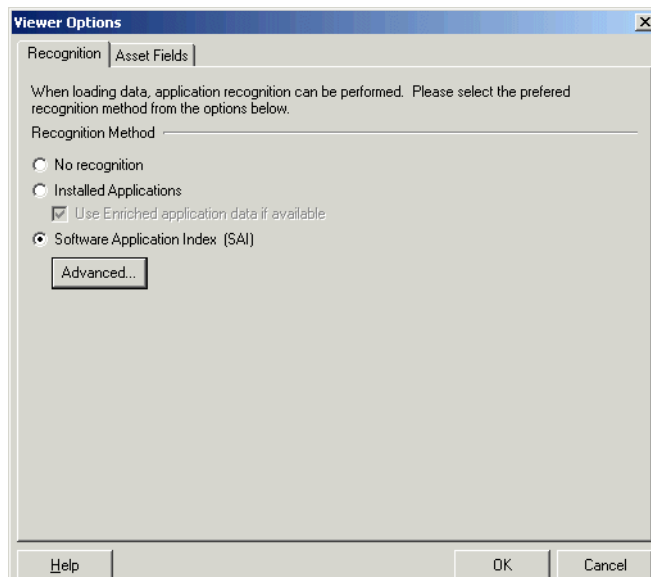 Viewer Options
Recognition Asset Fields
When loading data, application recognition can be performed. Please select the prefered
recognition method from the options below.
Recognition Method
No recognition
Installed Applications
Use Enriched application data if available
Software Application Index (SAI)
Advanced...
Help OK Cancel